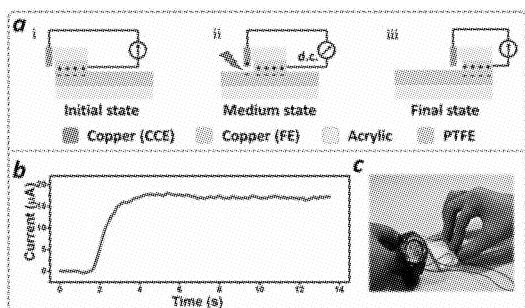 a
i ii iii
d.c.
Initial state Medium state Final state
Copper (CCE) Copper (FE) Acrylic PTFE
b c
Current (μA)
20
15
10
5
0
0 2 4 6 8 10 12 14
Time (s)